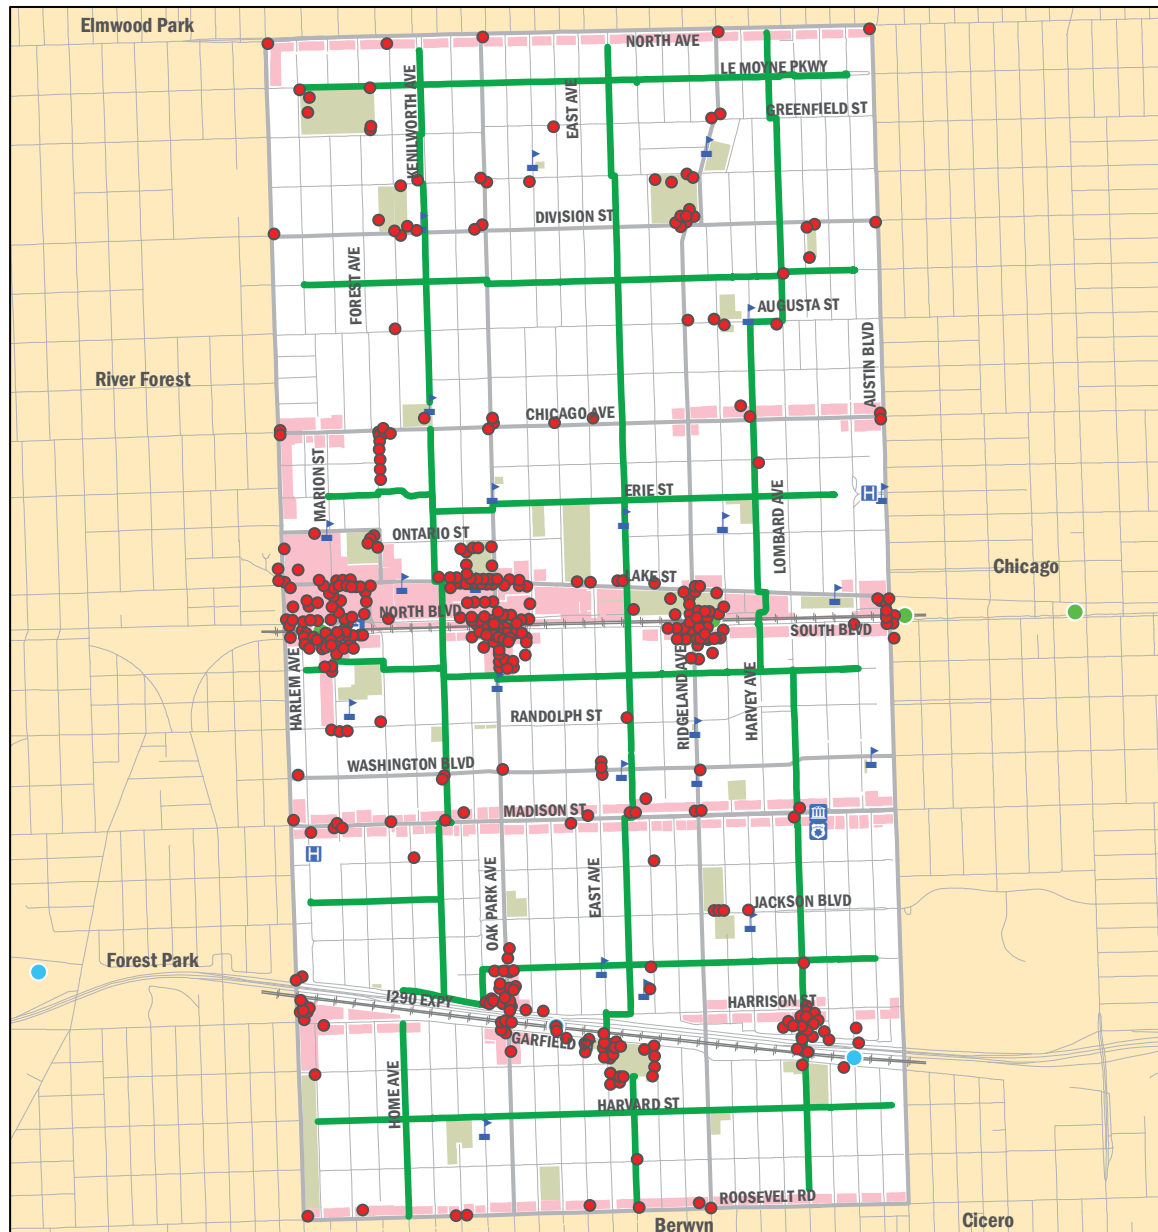 Elmwood Park
NORTH AVE
LE MOYNE PKWY
KENILWORTH AVE
EAST AVE
GREENFIELD ST
DIVISION ST
FOREST AVE
AUGUSTA ST
AUSTIN BLVD
River Forest
CHICAGO AVE
MARION ST
ERIE ST
H
LOMBARD AVE
ONTARIO ST
LAKE ST
Chicago
NORTH BLVD
SOUTH BLVD
HARLEM AVE
RIDGELAND AVE
HARVEY AVE
RANDOLPH ST
WASHINGTON BLVD
MADISON ST
H
OAK PARK AVE
EAST AVE
JACKSON BLVD
Forest Park
I290 EXPY
HARRISON ST
GARFIELD ST
HOME AVE
HARVARD ST
ROOSEVELT RD
Berwyn
Cicero